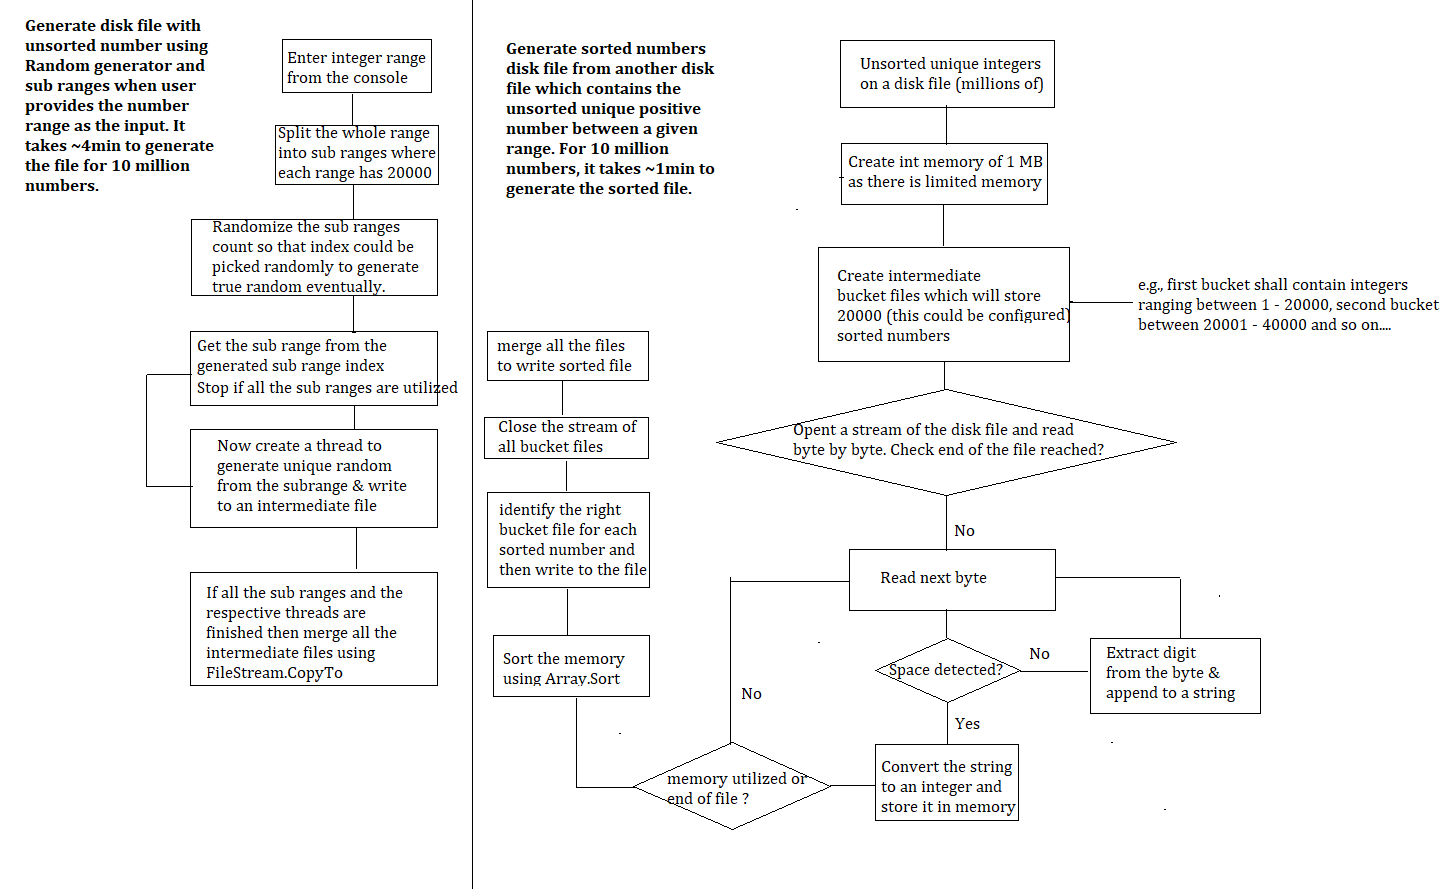 Generate disk file with
unsorted number using
Random generator and
sub ranges when user
provides the number
range as the input. It
takes ~4min to generate
the file for 10 million
numbers.
Enter integer range
from the console
Split the whole range
into sub ranges where
each range has 20000
Randomize the sub ranges
count so that index could be
picked randomly to generate
true random eventually.
Get the sub range from the
generated sub range index
Stop if all the sub ranges are utilized
Now create a thread to
generate unique random
from the subrange & write
to an intermediate file
If all the sub ranges and the
respective threads are
finished then merge all the
intermediate files using
FileStream.CopyTo
Generate sorted numbers
disk file from another disk
file which contains the
unsorted unique positive
number between a given
range. For 10 million
numbers, it takes ~1min to
generate the sorted file.
Unsorted unique integers
on a disk file (millions of)
Create int memory of 1 MB
as there is limited memory
Create intermediate
bucket files which will store
20000 (this could be configured)
sorted numbers
e.g., first bucket shall contain integers
ranging between 1 - 20000, second bucket
between 20001 - 40000 and so on....
Opent a stream of the disk file and read
byte by byte. Check end of the file reached?
No
Read next byte
Space detected?
No
Extract digit
from the byte &
append to a string
Yes
Convert the string
to an integer and
store it in memory
memory utilized or
end of file ?
No
Sort the memory
using Array.Sort
identify the right
bucket file for each
sorted number and
then write to the file
Close the stream of
all bucket files
merge all the files
to write sorted file